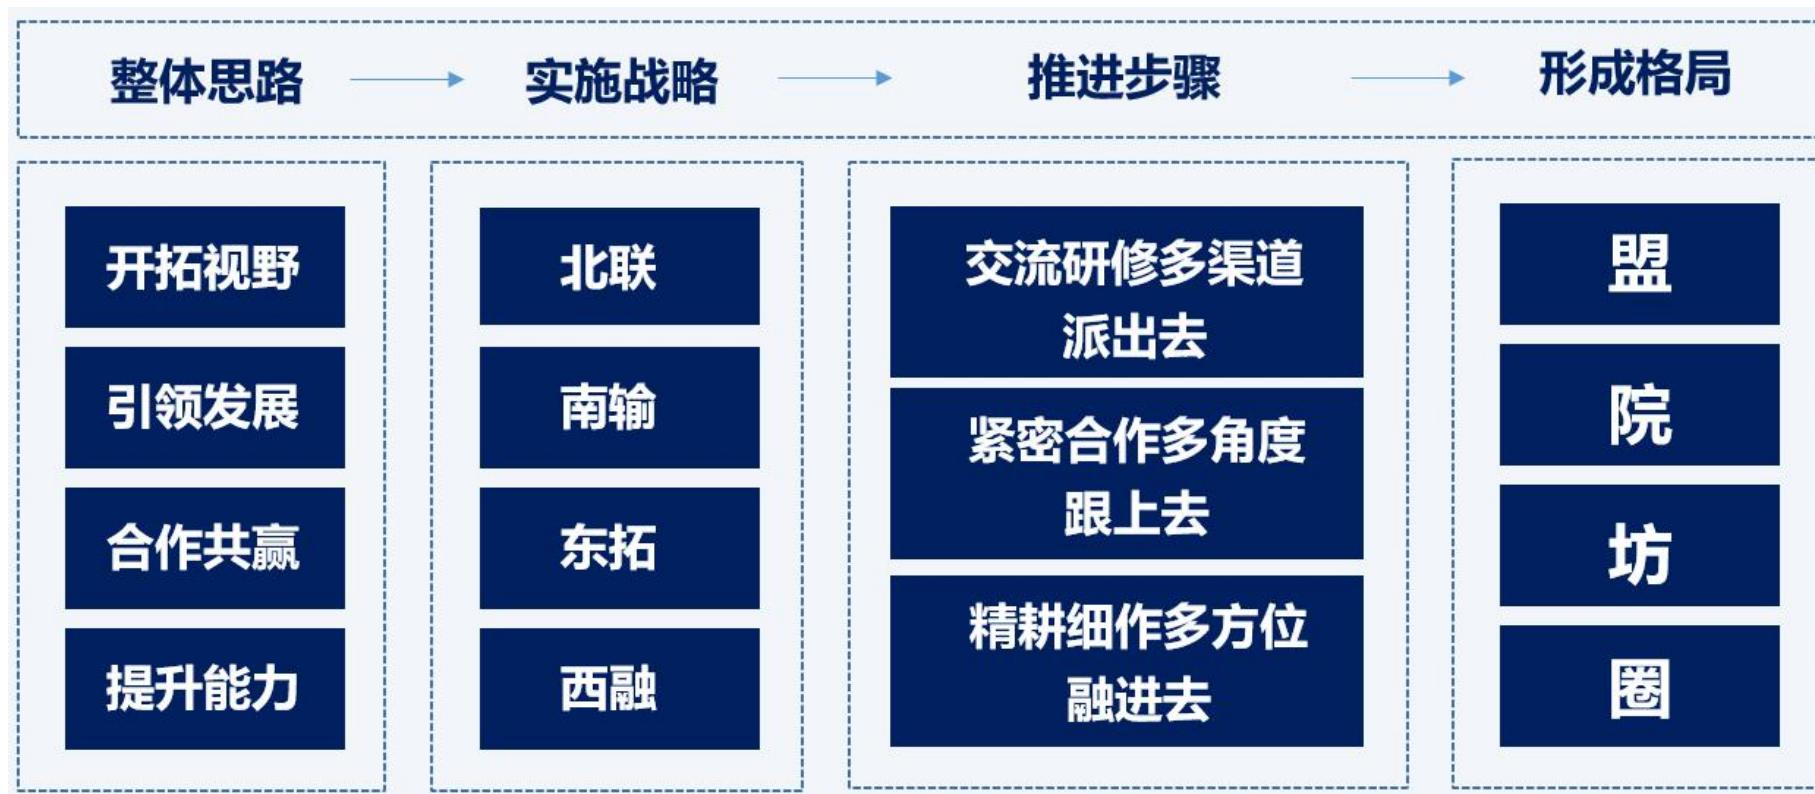 整体思路
实施战略
推进步骤
形成格局
开拓视野
引领发展
合作共赢
提升能力
北联
南输
东拓
西融
交流研修多渠道
派出去
紧密合作多角度
跟上去
精耕细作多方位
融进去
盟
院
坊
圈